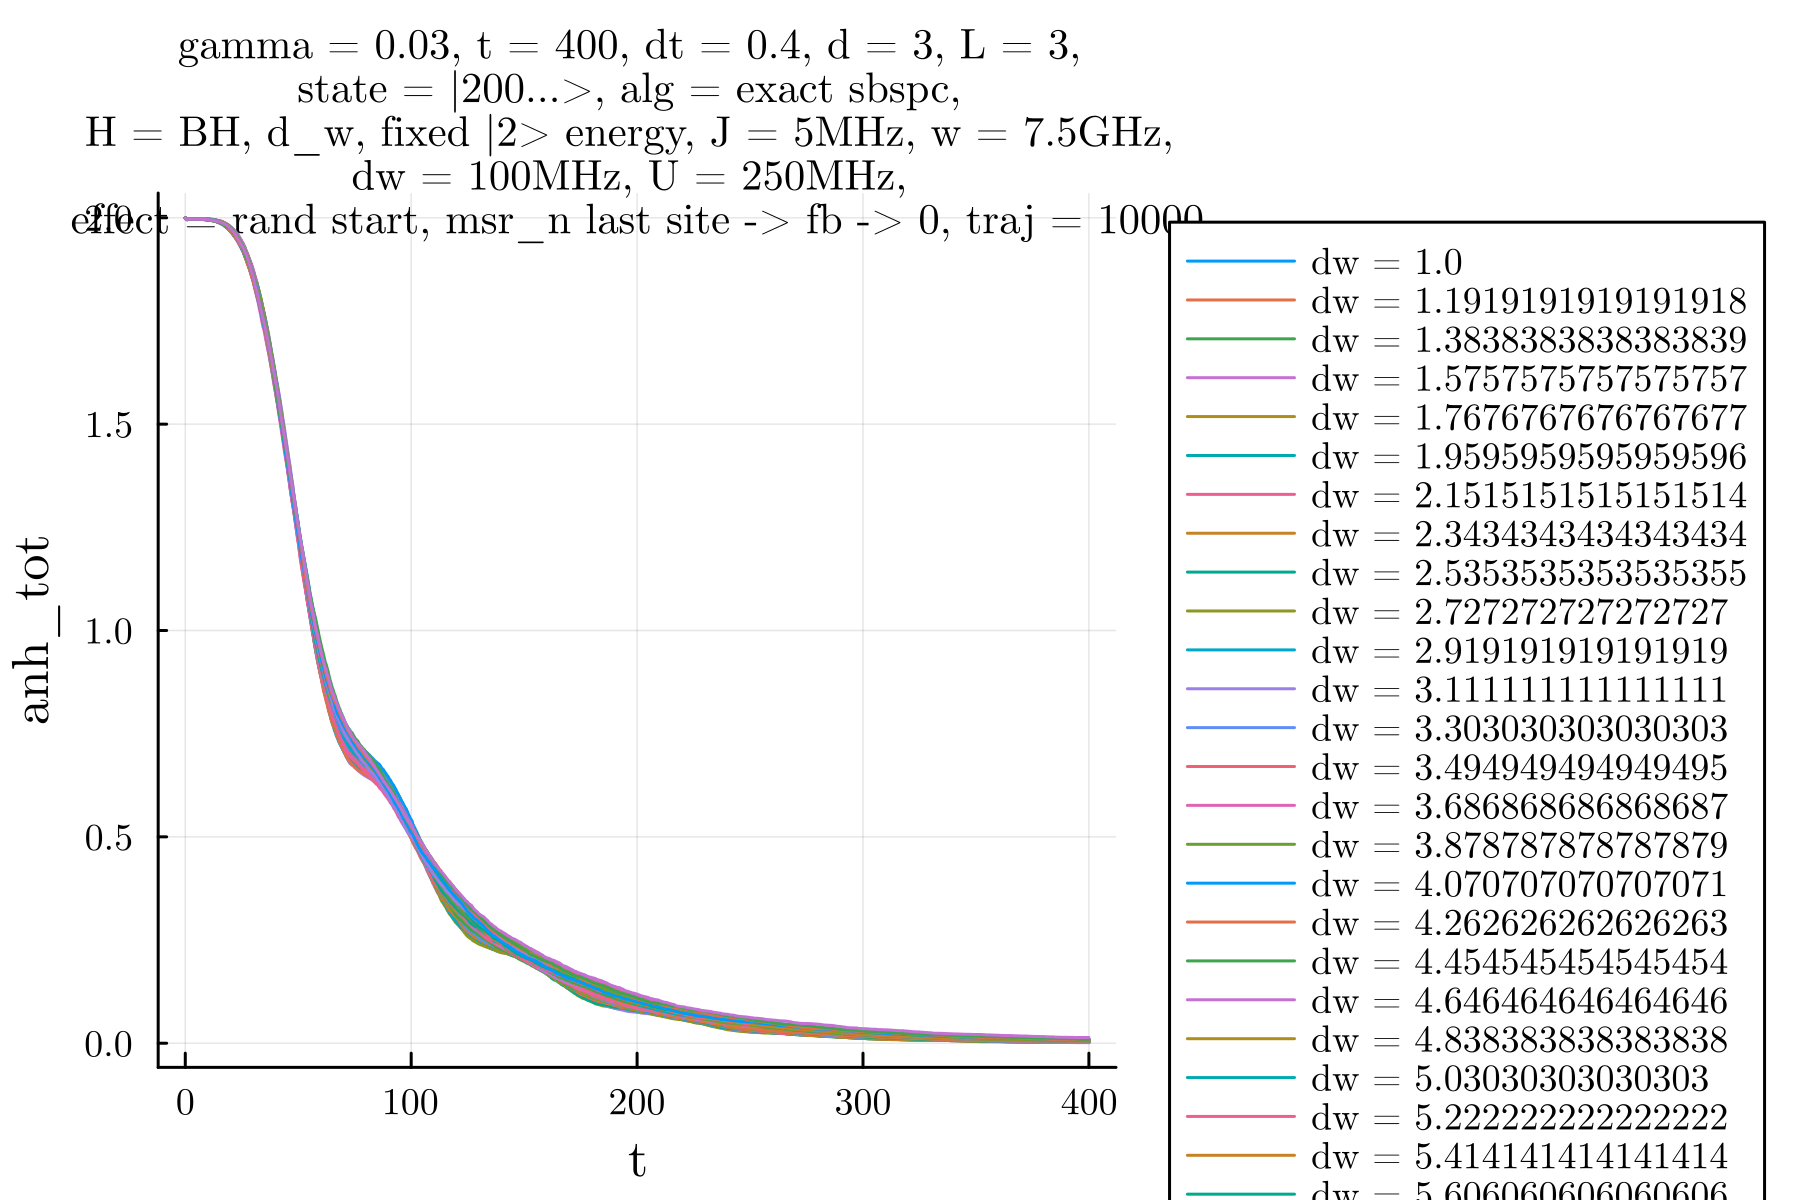 gamma = 0.03, t = 400, dt = 0.4, d = 3, L = 3,
state = |200...>, alg = exact sbspc,
H = BH, d_w, fixed |2> energy, J = 5MHz, w = 7.5GHz,
dw = 100MHz, U = 250MHz,
effect = rand start, msr_n last site -> fb -> 0, traj = 10000
2.0
1.5
1.0
0.5
0.0
anh_tot
0 100 200 300 400
t
dw = 1.0
dw = 1.1919191919191918
dw = 1.3838383838383839
dw = 1.5757575757575757
dw = 1.7676767676767677
dw = 1.9595959595959596
dw = 2.1515151515151514
dw = 2.3434343434343434
dw = 2.5353535353535355
dw = 2.727272727272727
dw = 2.919191919191919
dw = 3.111111111111111
dw = 3.303030303030303
dw = 3.494949494949495
dw = 3.686868686868687
dw = 3.878787878787879
dw = 4.070707070707071
dw = 4.262626262626263
dw = 4.454545454545454
dw = 4.646464646464646
dw = 4.838383838383838
dw = 5.03030303030303
dw = 5.222222222222222
dw = 5.414141414141414
dw = 5.606060606060606